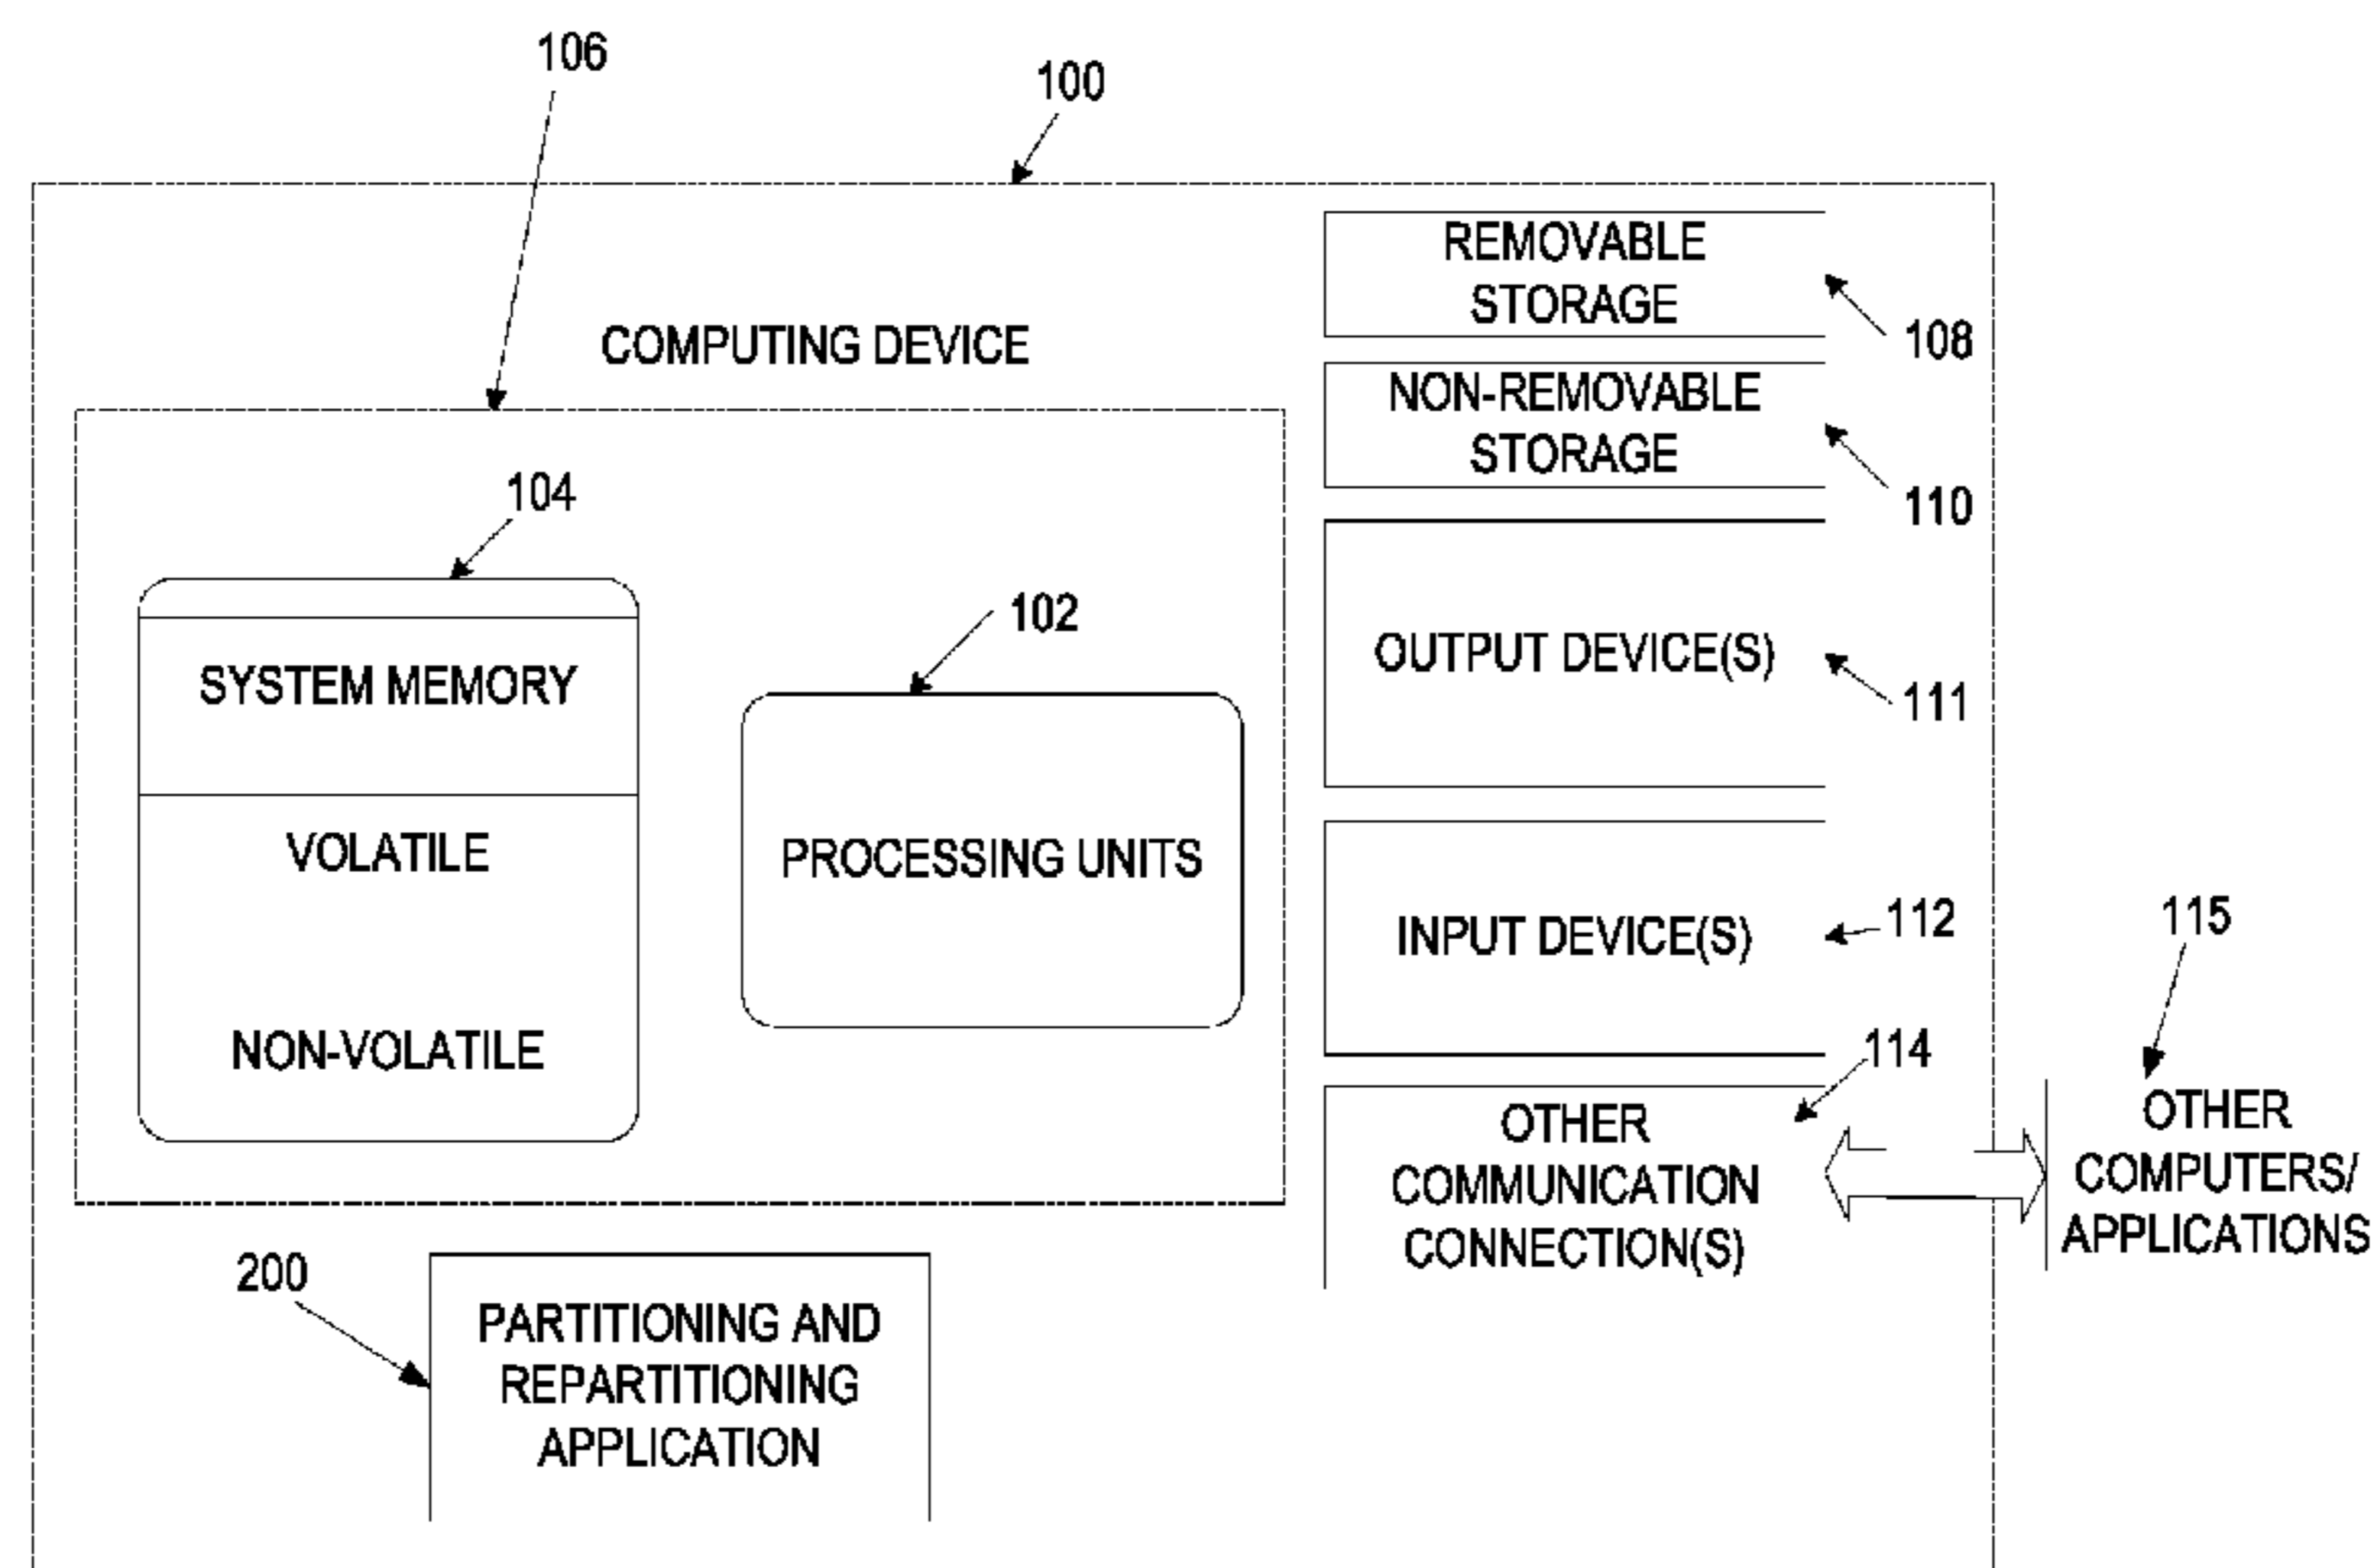 106
100
REMOVABLE
STORAGE
108
COMPUTING DEVICE
NON-REMOVABLE
STORAGE
110
104
102
OUTPUT DEVICE(S)
111
SYSTEM MEMORY
VOLATILE
PROCESSING UNITS
INPUT DEVICE(S)
112
115
NON-VOLATILE
114
OTHER
COMMUNICATION
CONNECTION(S)
OTHER
COMPUTERS/
APPLICATIONS
200
PARTITIONING AND
REPARTITIONING
APPLICATION